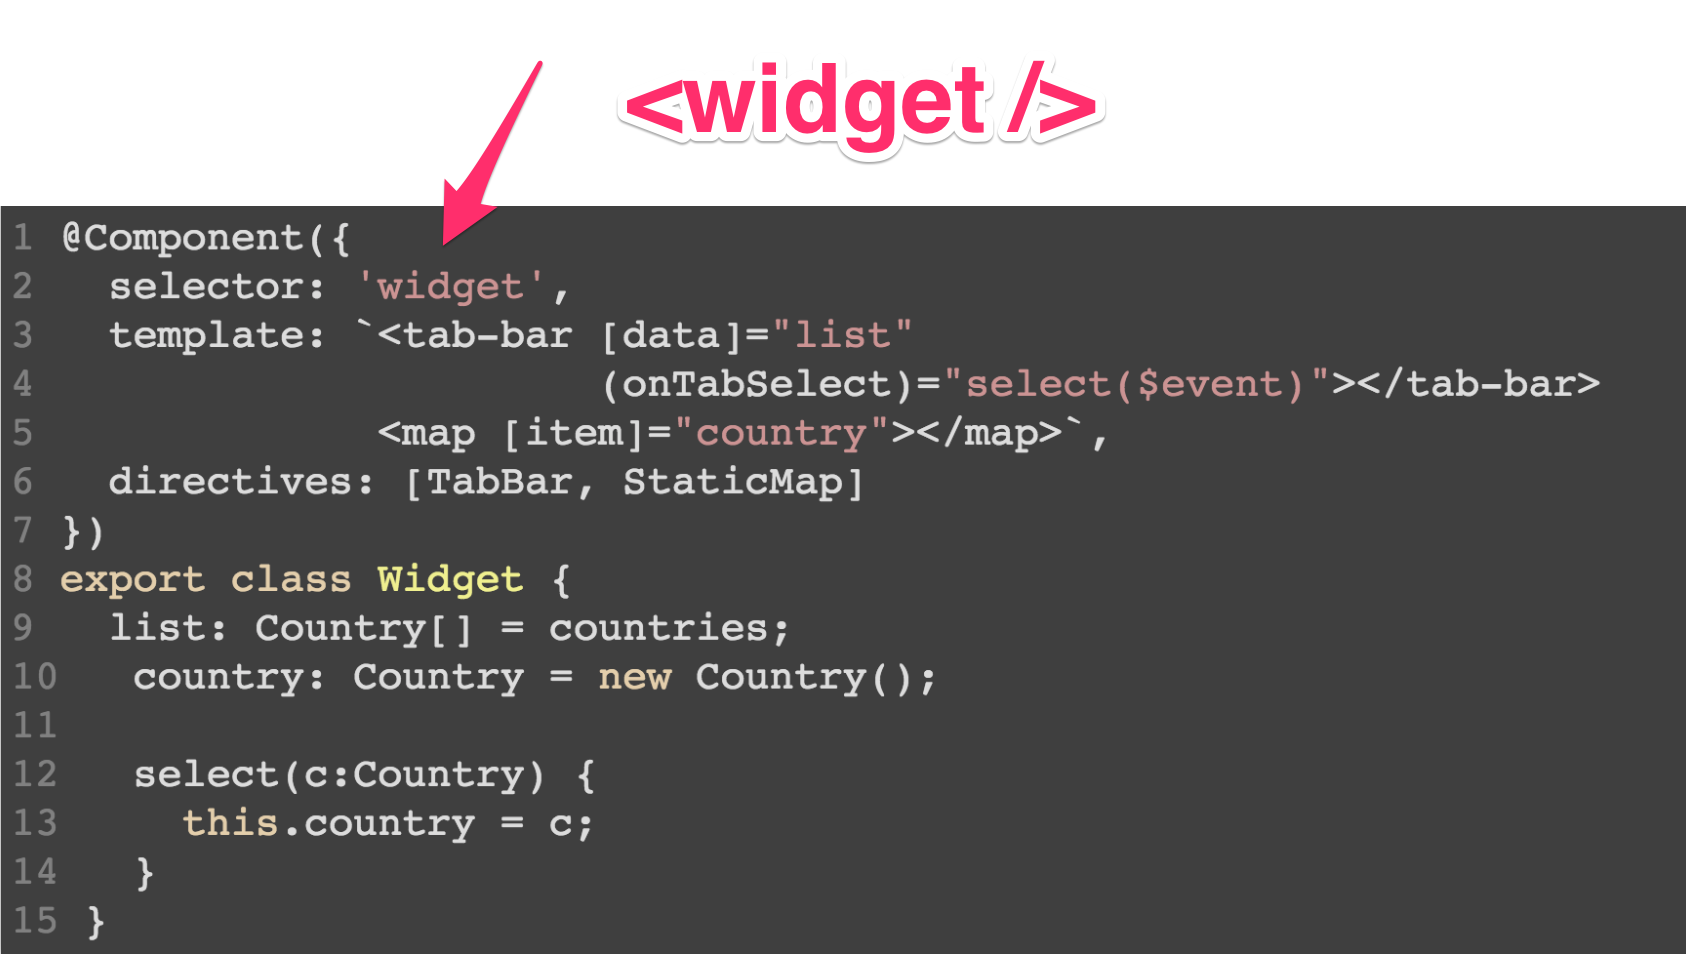 <widget />
1 @Component({
2   selector: 'widget',
3   template: `<tab-bar [data]="list"
4                       (onTabSelect)="select($event)"></tab-bar>
5              <map [item]="country"></map>`,
6   directives: [TabBar, StaticMap]
7 })
8 export class Widget {
9   list: Country[] = countries;
10   country: Country = new Country();
11
12   select(c:Country) {
13     this.country = c;
14   }
15 }